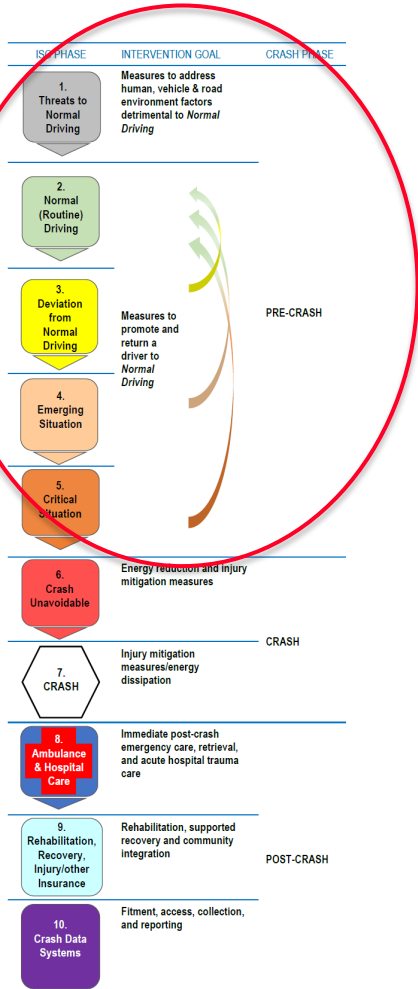 ISC PHASE INTERVENTION GOAL CRASH PHASE
1.
Threats to
Normal
Driving
Measures to address
human, vehicle & road
environment factors
detrimental to Normal
Driving
2.
Normal
(Routine)
Driving
3.
Deviation
from
Normal
Driving
Measures to
promote and
return a
driver to
Normal
Driving
PRE-CRASH
4.
Emerging
Situation
5.
Critical
Situation
6.
Crash
Unavoidable
Energy reduction and injury
mitigation measures
CRASH
7.
CRASH
Injury mitigation
measures/energy
dissipation
8.
Ambulance
& Hospital
Care
Immediate post-crash
emergency care, retrieval,
and acute hospital trauma
care
9.
Rehabilitation,
Recovery,
Injury/other
Insurance
Rehabilitation, supported
recovery and community
integration
POST-CRASH
10.
Crash Data
Systems
Fitment, access, collection,
and reporting